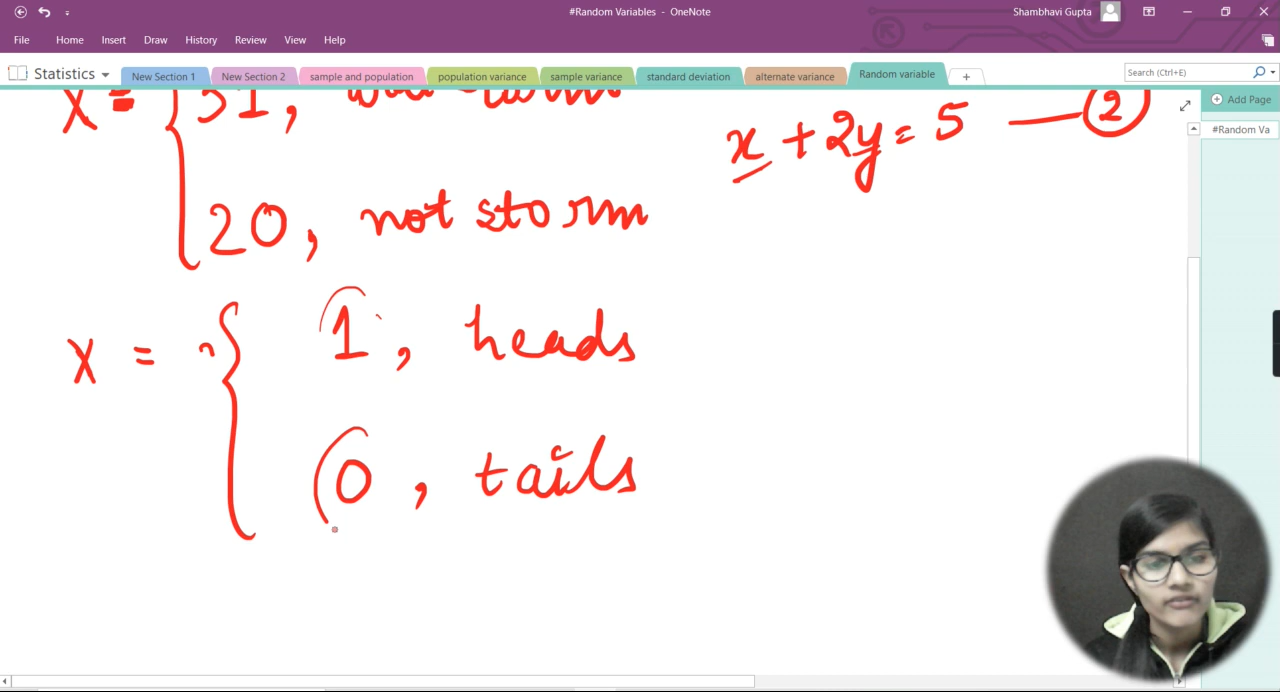 #Random Variables - OneNote
Shambhavi Gupta
File Home Insert Draw History Review View Help
Statistics
New Section 1
New Section 2
sample and population
population variance
sample variance
standard deviation
alternate variance
Random variable
+
Search (Ctrl+E)
Add Page
#Random Va
x = { 31,
20, not storm
x + 2y = 5 — 2
x = { 1, heads
0, tails